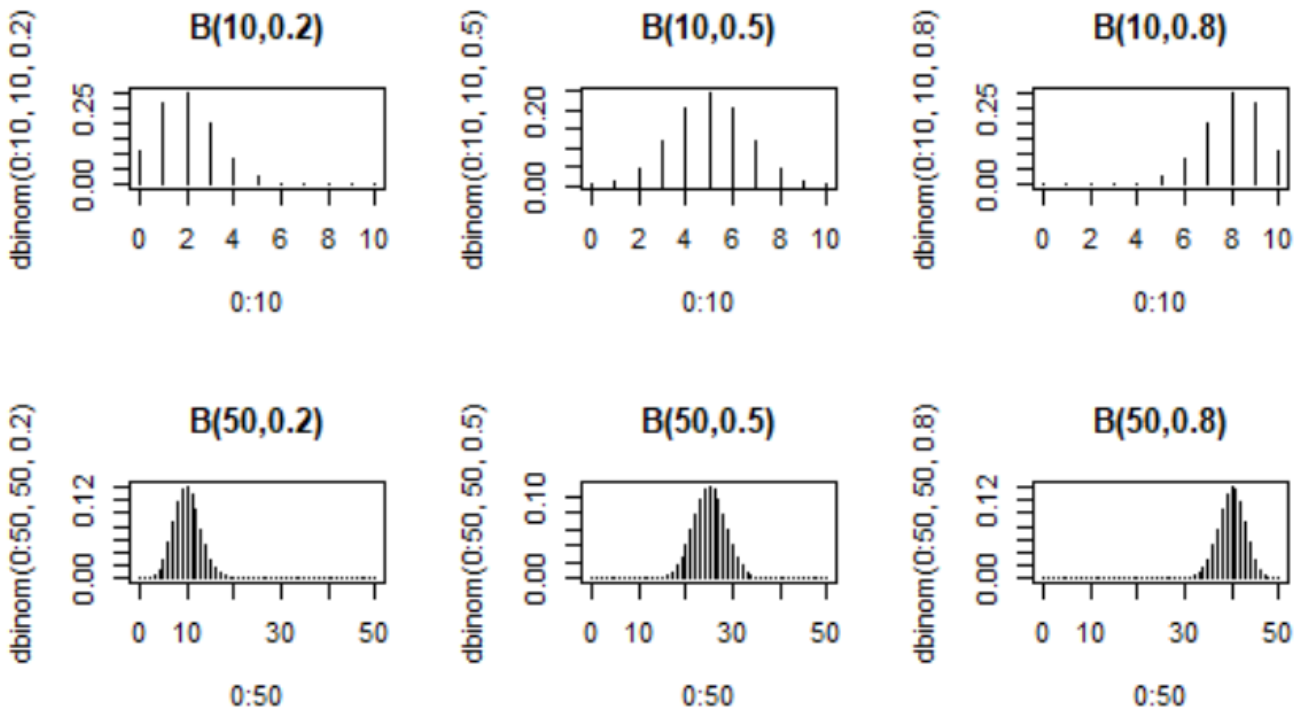 B(10,0.2)
dbinom(0:10, 10, 0.2)
0.00 0.25
0 2 4 6 8 10
0:10
B(10,0.5)
dbinom(0:10, 10, 0.5)
0.00 0.20
0 2 4 6 8 10
0:10
B(10,0.8)
dbinom(0:10, 10, 0.8)
0.00 0.25
0 2 4 6 8 10
0:10
B(50,0.2)
dbinom(0:50, 50, 0.2)
0.00 0.12
0 10 30 50
0:50
B(50,0.5)
dbinom(0:50, 50, 0.5)
0.00 0.10
0 10 30 50
0:50
B(50,0.8)
dbinom(0:50, 50, 0.8)
0.00 0.12
0 10 30 50
0:50